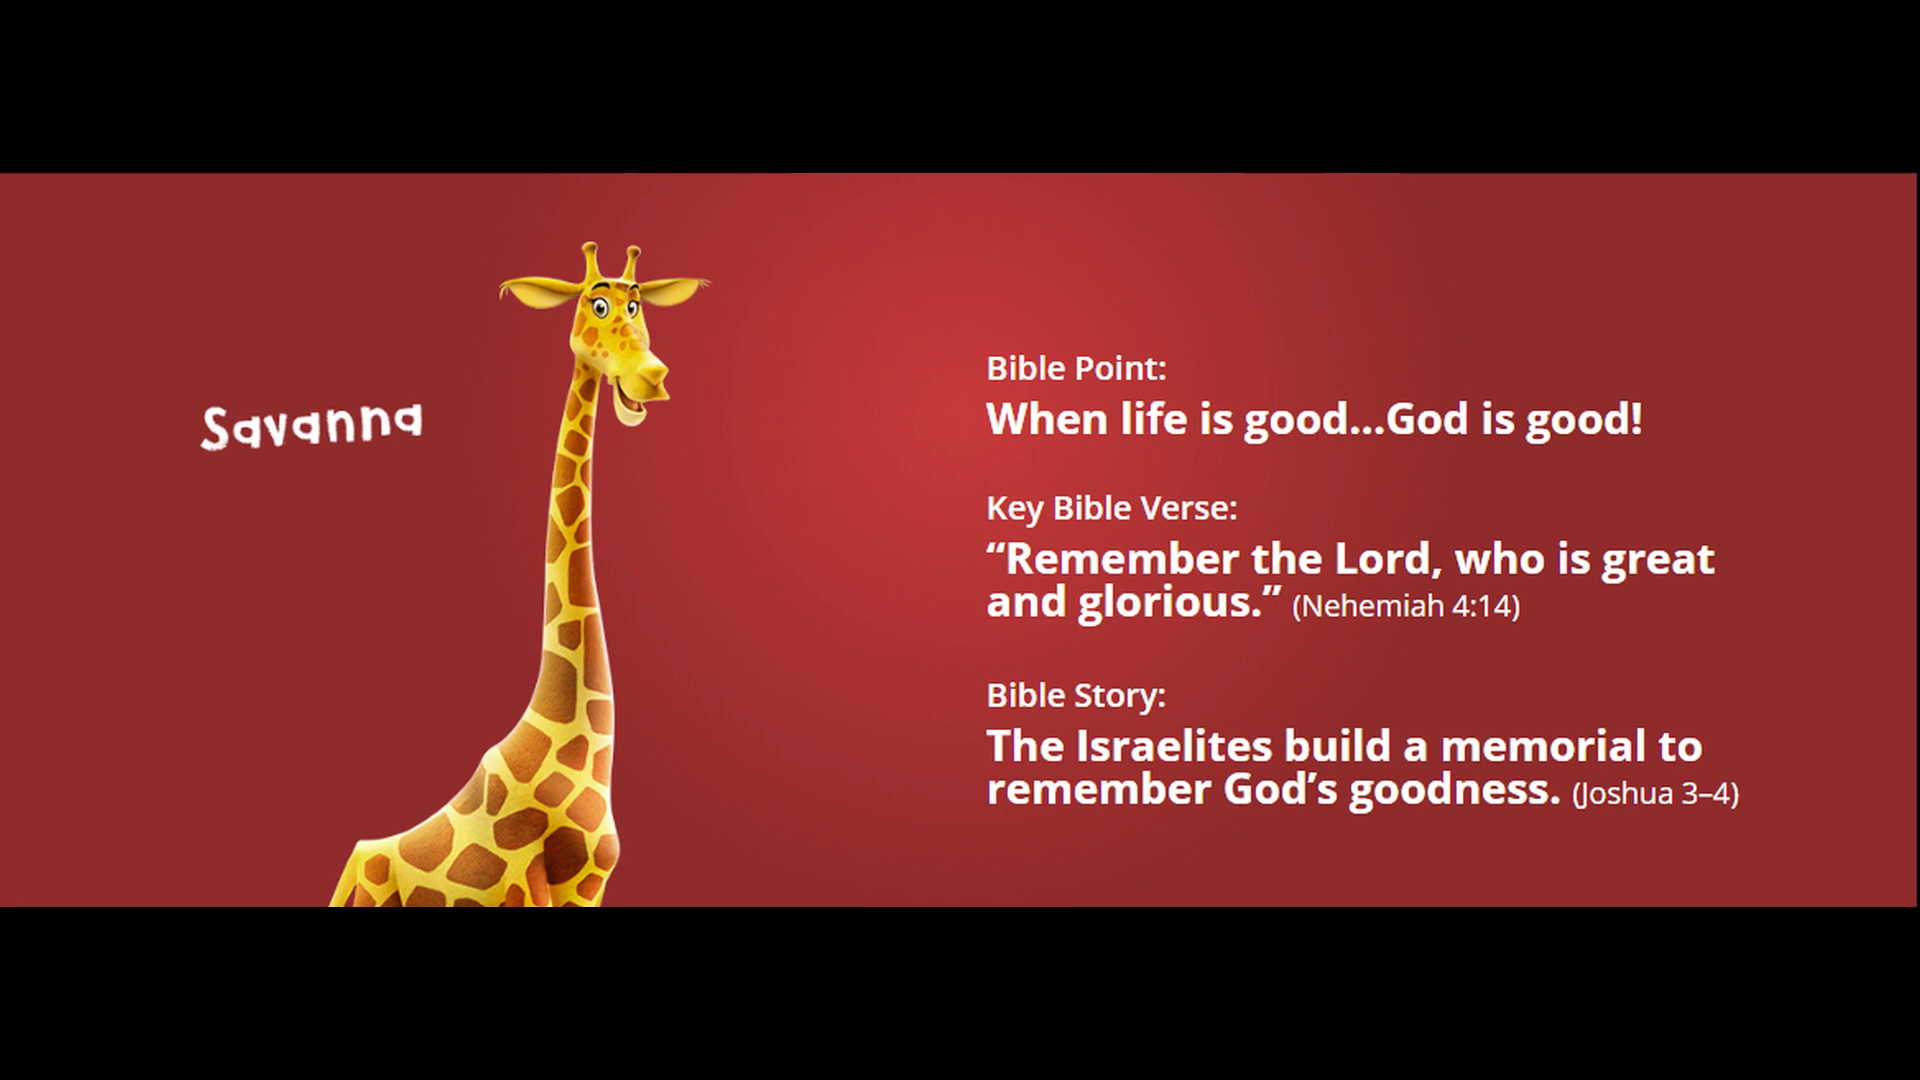 Savanna
Bible Point:
When life is good...God is good!
Key Bible Verse:
“Remember the Lord, who is great
and glorious.” (Nehemiah 4:14)
Bible Story:
The Israelites build a memorial to
remember God’s goodness. (Joshua 3–4)